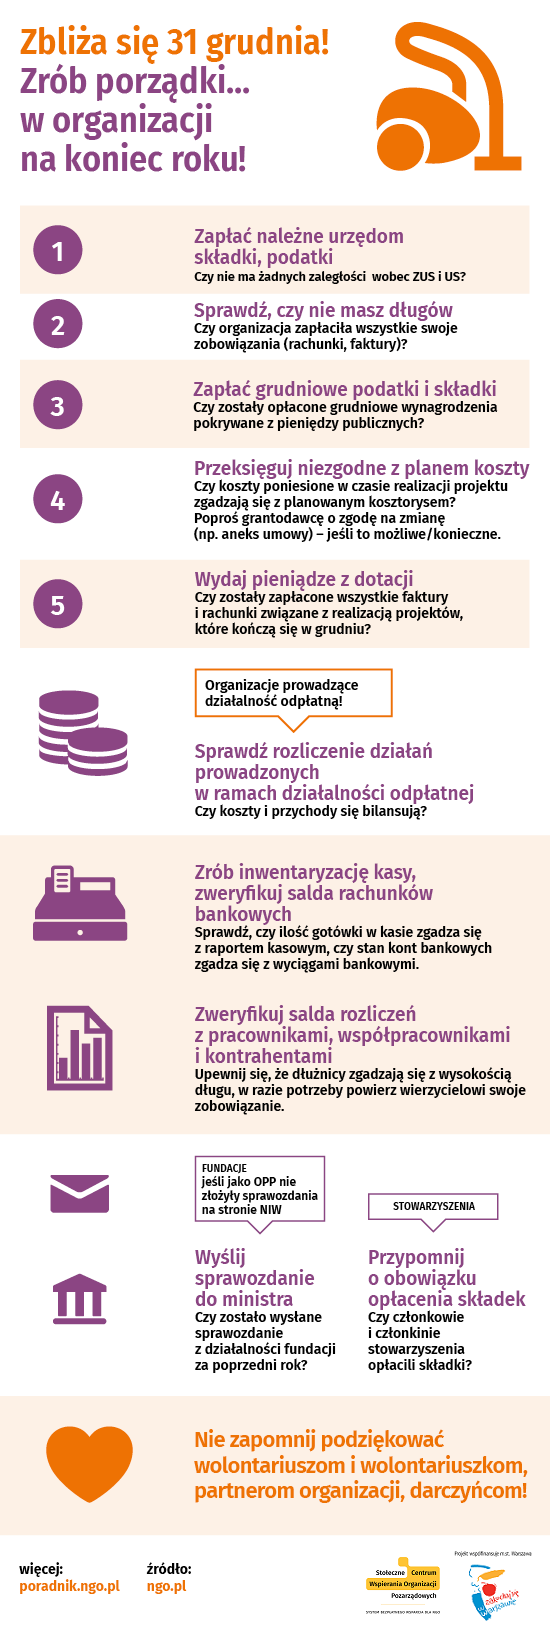 Zbliża się 31 grudnia!
Zrób porządki...
w organizacji
na koniec roku!
1
Zapłać należne urzędom
składki, podatki
Czy nie ma żadnych zaległości wobec ZUS i US?
2
Sprawdź, czy nie masz długów
Czy organizacja zapłaciła wszystkie swoje
zobowiązania (rachunki, faktury)?
3
Zapłać grudniowe podatki i składki
Czy zostały opłacone grudniowe wynagrodzenia
pokrywane z pieniędzy publicznych?
4
Przeksięguj niezgodne z planem koszty
Czy koszty poniesione w czasie realizacji projektu
zgadzają się z planowanym kosztorysem?
Poproś grantodawcę o zgodę na zmianę
(np. aneks umowy) – jeśli to możliwe/konieczne.
5
Wydaj pieniądze z dotacji
Czy zostały zapłacone wszystkie faktury
i rachunki związane z realizacją projektów,
które kończą się w grudniu?
Organizacje prowadzące
działalność odpłatną!
Sprawdź rozliczenie działań
prowadzonych
w ramach działalności odpłatnej
Czy koszty i przychody się bilansują?
Zrób inwentaryzację kasy,
zweryfikuj salda rachunków
bankowych
Sprawdź, czy ilość gotówki w kasie zgadza się
z raportem kasowym, czy stan kont bankowych
zgadza się z wyciągami bankowymi.
Zweryfikuj salda rozliczeń
z pracownikami, współpracownikami
i kontrahentami
Upewnij się, że dłużnicy zgadzają się z wysokością
długu, w razie potrzeby powierz wierzycielowi swoje
zobowiązanie.
FUNDACJE
jeśli jako OPP nie
złożyły sprawozdania
na stronie NIW
Wyślij
sprawozdanie
do ministra
Czy zostało wysłane
sprawozdanie
z działalności fundacji
za poprzedni rok?
STOWARZYSZENIA
Przypomnij
o obowiązku
opłacenia składek
Czy członkowie
i członkinie
stowarzyszenia
opłacili składki?
Nie zapomnij podziękować
wolontariuszom i wolontariuszkom,
partnerom organizacji, darczyńcom!
więcej:
poradnik.ngo.pl
źródło:
ngo.pl
Stołeczne Centrum
Wspierania Organizacji
Pozarządowych
SYSTEM BEZPŁATNEGO WSPARCIA DLA NGO
Projekt współfinansuje m.st. Warszawa
zakochaj się
w Warszawie